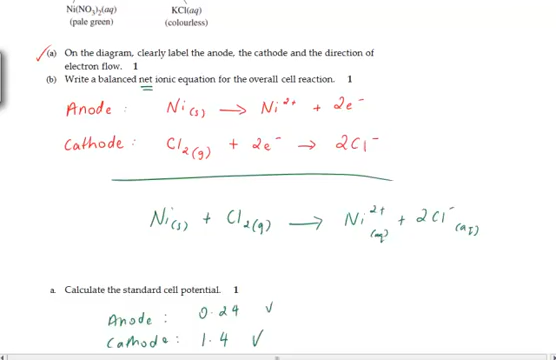 Ni(NO₃)₂(aq) KCl(aq)
(pale green) (colourless)
(a) On the diagram, clearly label the anode, the cathode and the direction of
electron flow. 1
(b) Write a balanced net ionic equation for the overall cell reaction. 1
Anode : Ni(s) → Ni²⁺ + 2e⁻
Cathode : Cl₂(g) + 2e⁻ → 2Cl⁻
Ni(s) + Cl₂(g) → Ni²⁺(aq) + 2Cl⁻(aq)
a. Calculate the standard cell potential. 1
Anode : 0.24 V
Cathode : 1.4 V